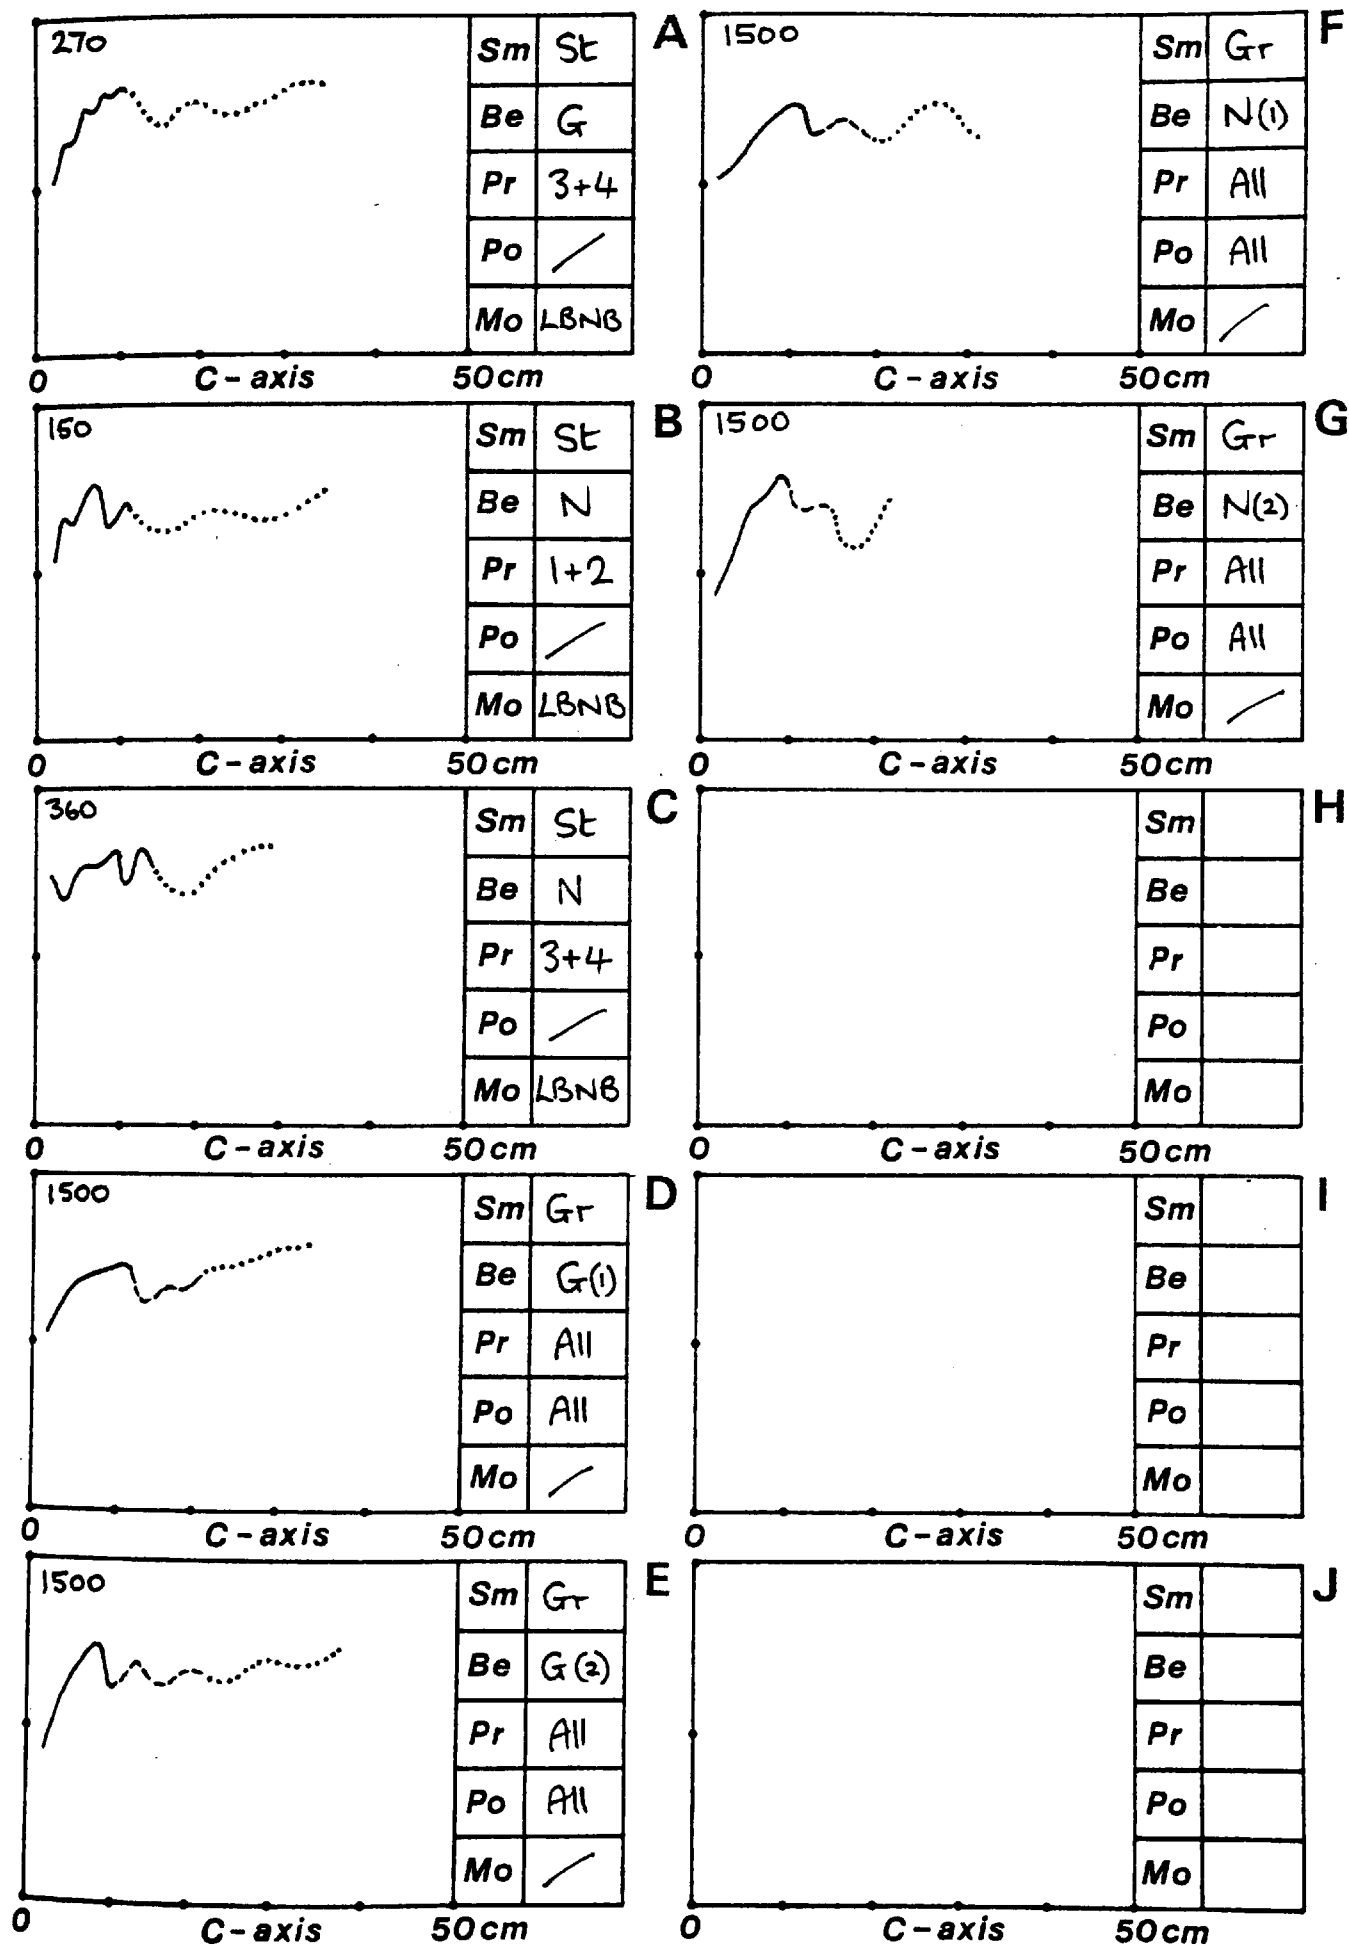 270
Sm St
A
Be G
Pr 3+4
Po /
Mo LBNB
0 C-axis 50cm
150
Sm St
B
Be N
Pr 1+2
Po /
Mo LBNB
0 C-axis 50cm
360
Sm St
C
Be N
Pr 3+4
Po /
Mo LBNB
0 C-axis 50cm
1500
Sm Gr
D
Be G(1)
Pr All
Po All
Mo /
0 C-axis 50cm
1500
Sm Gr
E
Be G(2)
Pr All
Po All
Mo /
0 C-axis 50cm
1500
Sm Gr
F
Be N(1)
Pr All
Po All
Mo /
0 C-axis 50cm
1500
Sm Gr
G
Be N(2)
Pr All
Po All
Mo /
0 C-axis 50cm
Sm
H
Be
Pr
Po
Mo
0 C-axis 50cm
Sm
I
Be
Pr
Po
Mo
0 C-axis 50cm
Sm
J
Be
Pr
Po
Mo
0 C-axis 50cm